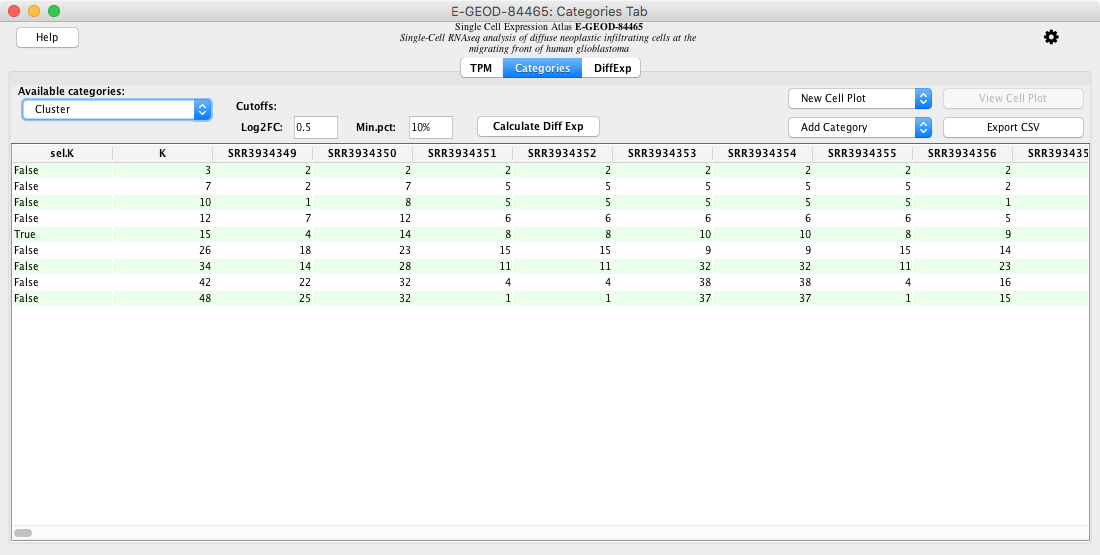 E-GEOD-84465: Categories Tab
Help
Single Cell Expression Atlas E-GEOD-84465
Single-Cell RNAseq analysis of diffuse neoplastic infiltrating cells at the
migrating front of human glioblastoma
TPM Categories DiffExp
Available categories:
Cluster
Cutoffs:
Log2FC: 0.5 Min.pct: 10% Calculate Diff Exp
New Cell Plot View Cell Plot
Add Category Export CSV
sel.K K SRR3934349 SRR3934350 SRR3934351 SRR3934352 SRR3934353 SRR3934354 SRR3934355 SRR3934356 SRR393435
False 3 2 2 2 2 2 2 2 2
False 7 2 7 5 5 5 5 5 2
False 10 1 8 5 5 5 5 5 1
False 12 7 12 6 6 6 6 6 5
True 15 4 14 8 8 10 10 8 9
False 26 18 23 15 15 9 9 15 14
False 34 14 28 11 11 32 32 11 23
False 42 22 32 4 4 38 38 4 16
False 48 25 32 1 1 37 37 1 15